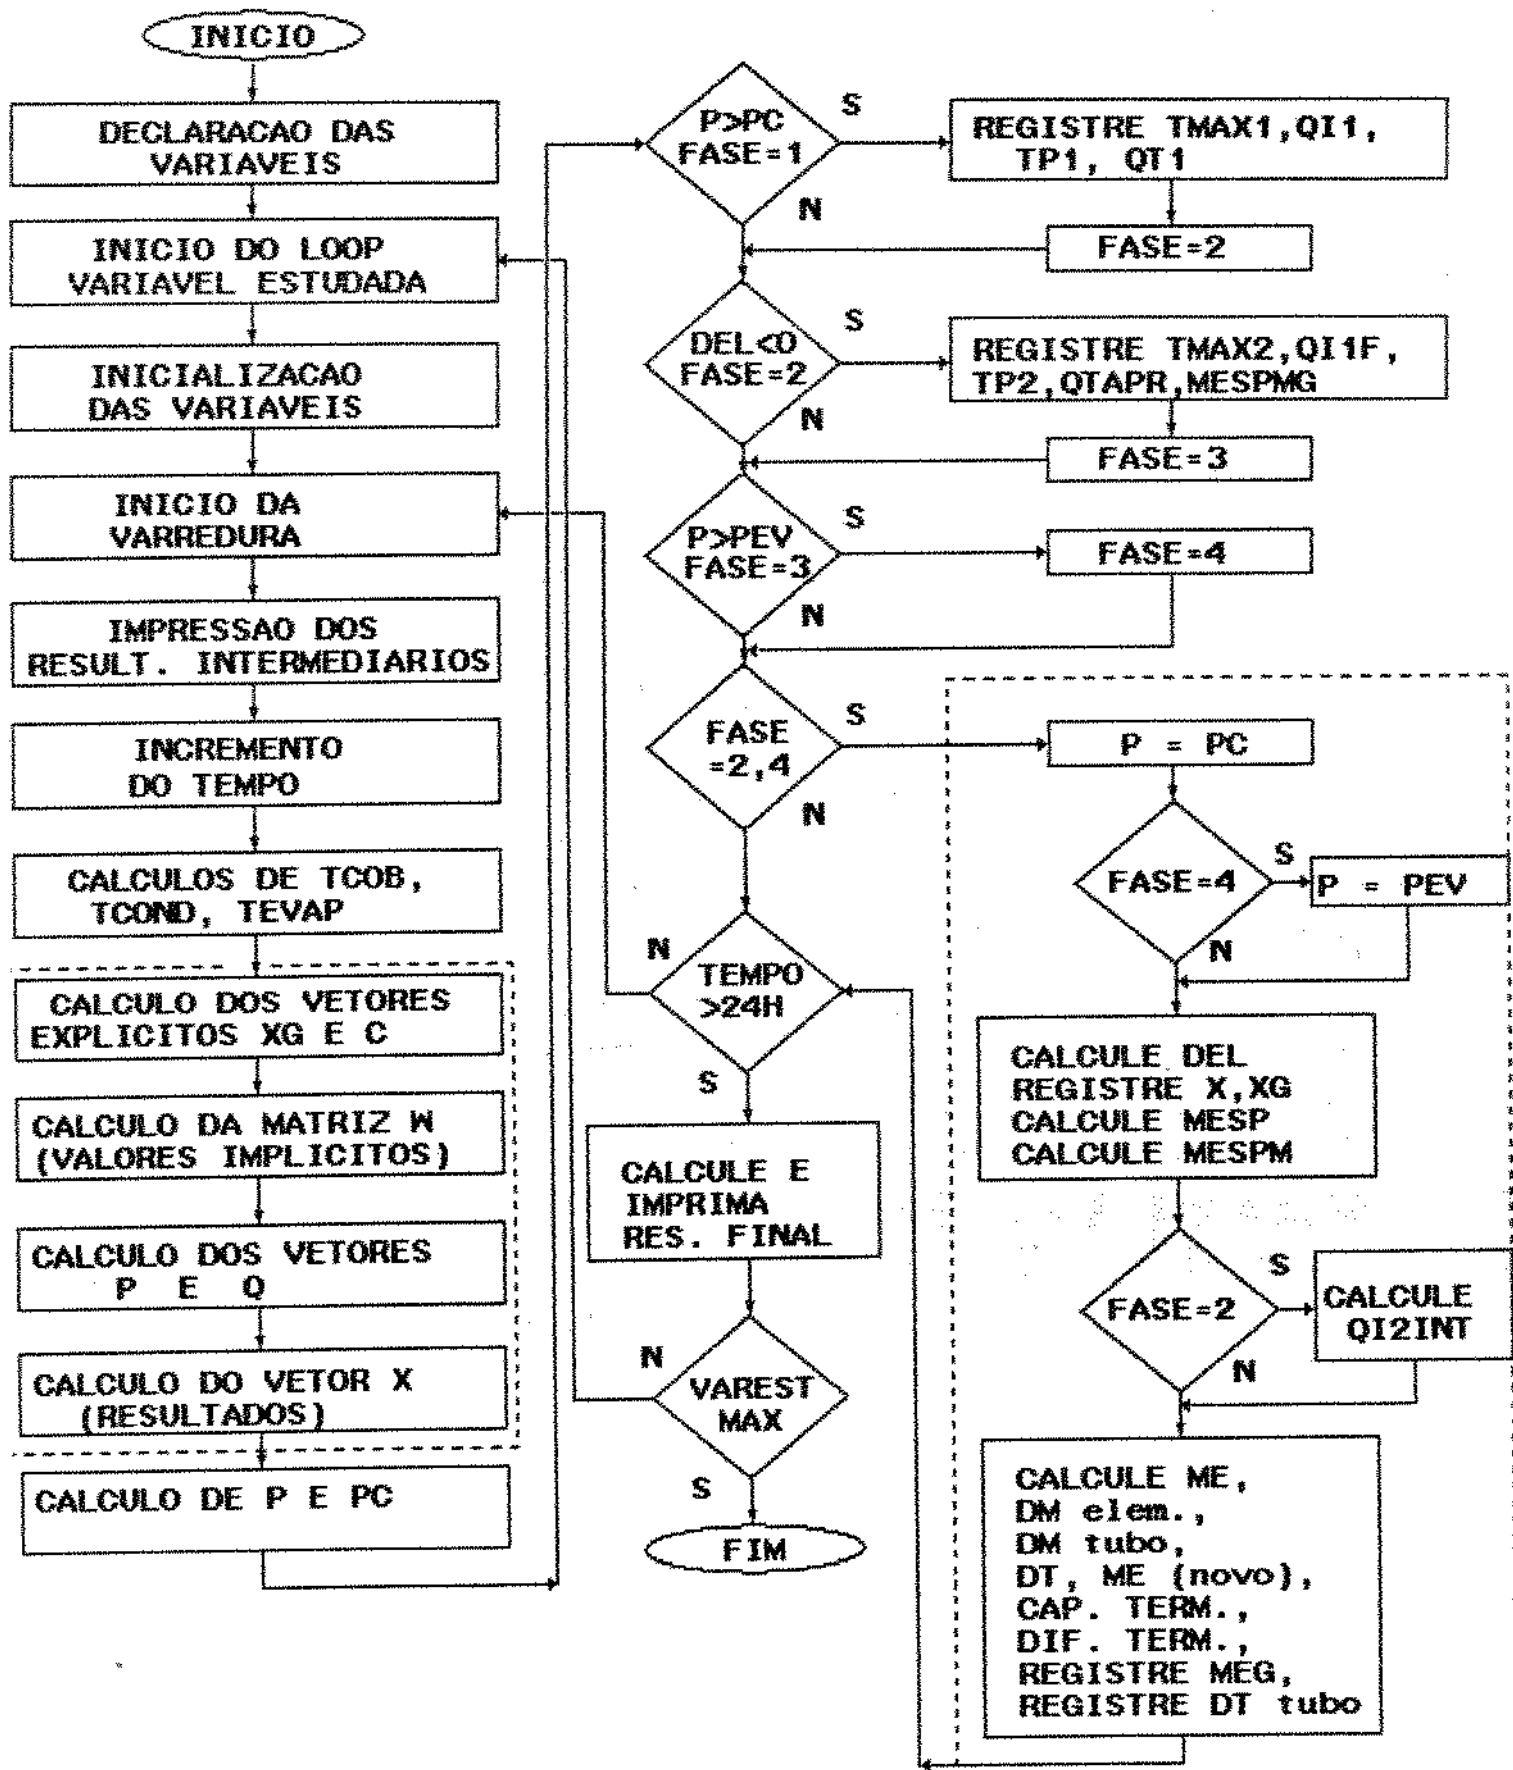 INICIO
DECLARACAO DAS
VARIAVEIS
INICIO DO LOOP
VARIAVEL ESTUDADA
INICIALIZACAO
DAS VARIAVEIS
INICIO DA
VARREDURA
IMPRESSAO DOS
RESULT. INTERMEDIARIOS
INCREMENTO
DO TEMPO
CALCULOS DE TCOB,
TCOND, TEVAP
CALCULO DOS VETORES
EXPLICITOS XG E C
CALCULO DA MATRIZ W
(VALORES IMPLICITOS)
CALCULO DOS VETORES
P E Q
CALCULO DO VETOR X
(RESULTADOS)
CALCULO DE P E PC
P>PC
FASE=1
S
N
REGISTRE TMAX1,QI1,
TP1, QT1
FASE=2
DEL<0
FASE=2
S
N
REGISTRE TMAX2,QI1F,
TP2,QTAPR,MESPMG
FASE=3
P>PEV
FASE=3
S
N
FASE=4
FASE
=2,4
S
N
P = PC
FASE=4
S
N
P = PEV
CALCULE DEL
REGISTRE X,XG
CALCULE MESP
CALCULE MESPM
FASE=2
S
N
CALCULE
QI2INT
CALCULE ME,
DM elem.,
DM tubo,
DT, ME (novo),
CAP. TERM.,
DIF. TERM.,
REGISTRE MEG,
REGISTRE DT tubo
TEMPO
>24H
N
S
CALCULE E
IMPRIMA
RES. FINAL
VAREST
MAX
N
S
FIM